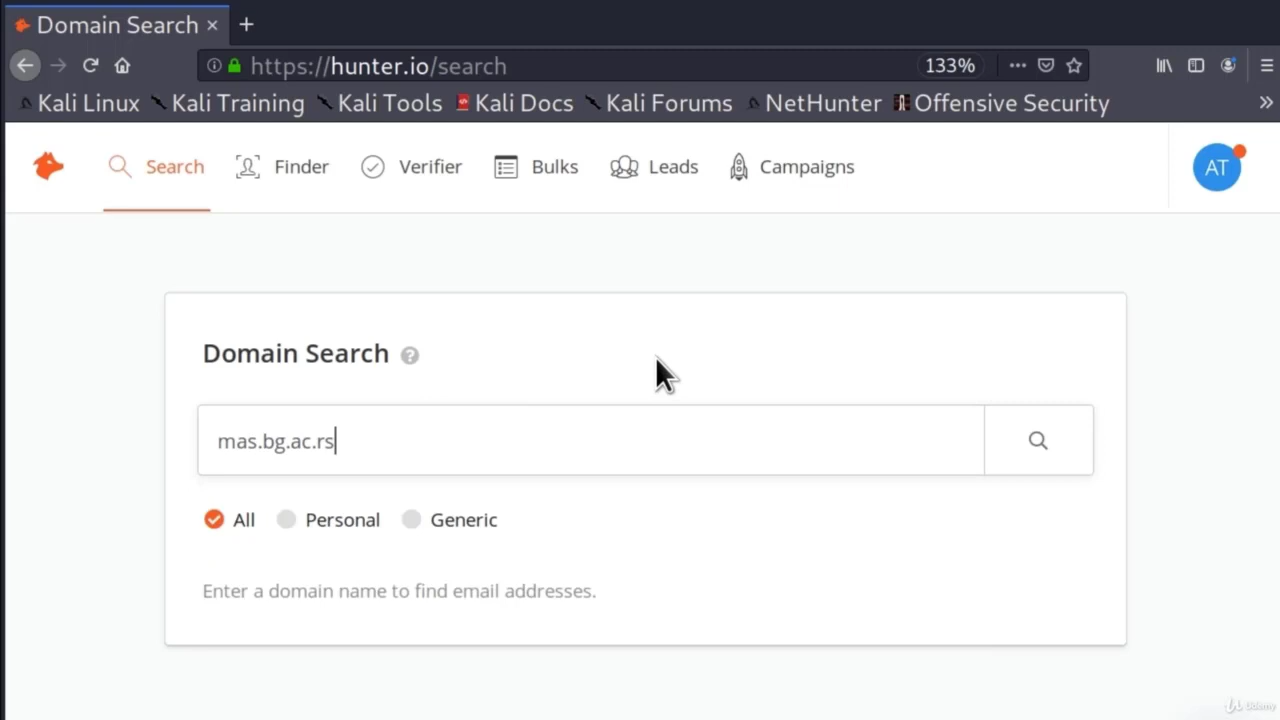 Domain Search × +
https://hunter.io/search 133%
Kali Linux Kali Training Kali Tools Kali Docs Kali Forums NetHunter Offensive Security »
Search Finder Verifier Bulks Leads Campaigns AT
Domain Search ?
mas.bg.ac.rs
All Personal Generic
Enter a domain name to find email addresses.
Udemy